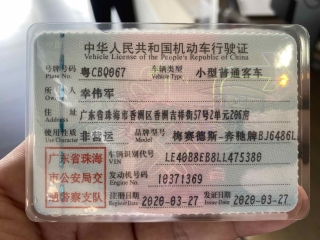 中华人民共和国机动车行驶证
Vehicle License of the People's Republic of China
号牌号码 粤CBQ067 车辆类型 小型普通客车
Plate No. Vehicle Type
所有人 幸伟军
住址 广东省珠海市香洲区香洲吉祥街57号2单元206房
使用性质 非营运 品牌型号 梅赛德斯-奔驰牌BJ6486L
Use Character Model
广东省珠海
市公安局交
通警察支队
车辆识别代号 LE40B8EB8LL475380
VIN
发动机号码 10371369
Engine No.
注册日期 2020-03-27 发证日期 2020-03-27